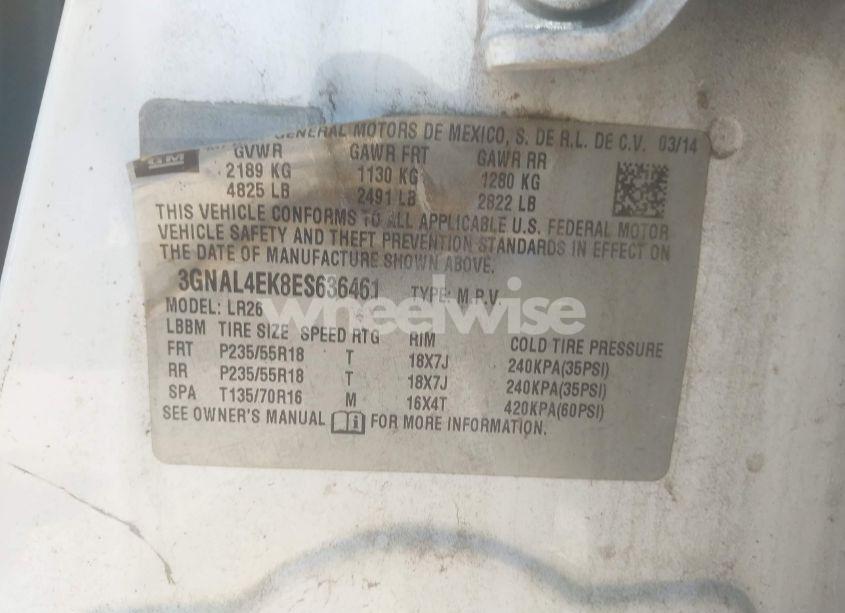 GM
GENERAL MOTORS DE MEXICO, S. DE R.L. DE C.V. 03/14
GVWR GAWR FRT GAWR RR
2189 KG 1130 KG 1280 KG
4825 LB 2491 LB 2822 LB
THIS VEHICLE CONFORMS TO ALL APPLICABLE U.S. FEDERAL MOTOR
VEHICLE SAFETY AND THEFT PREVENTION STANDARDS IN EFFECT ON
THE DATE OF MANUFACTURE SHOWN ABOVE.
3GNAL4EK8ES636461 TYPE: M.P.V.
MODEL: LR26
wheelwise
LBBM TIRE SIZE SPEED RTG RIM COLD TIRE PRESSURE
FRT P235/55R18 T 18X7J 240KPA(35PSI)
RR P235/55R18 T 18X7J 240KPA(35PSI)
SPA T135/70R16 M 16X4T 420KPA(60PSI)
SEE OWNER'S MANUAL i FOR MORE INFORMATION.